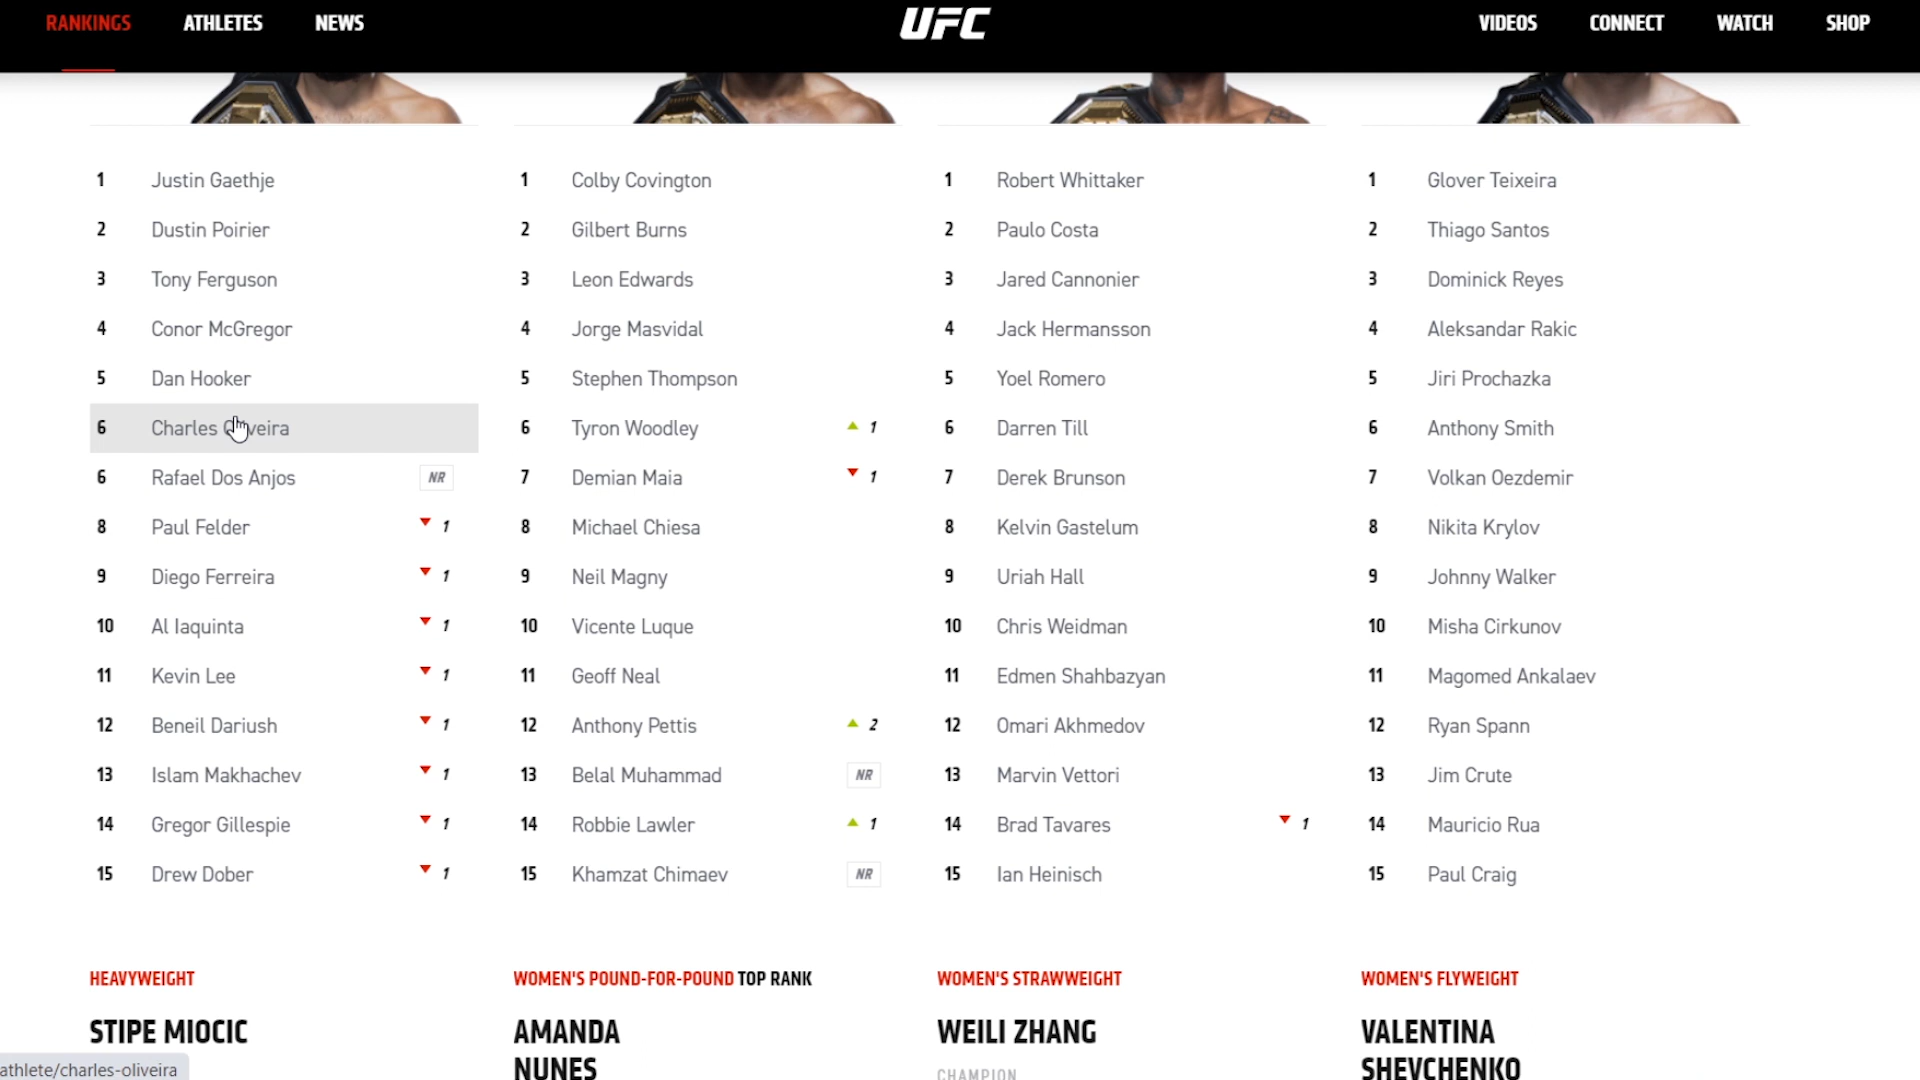 RANKINGS ATHLETES NEWS UFC VIDEOS CONNECT WATCH SHOP
1 Justin Gaethje
2 Dustin Poirier
3 Tony Ferguson
4 Conor McGregor
5 Dan Hooker
6 Charles Oliveira
6 Rafael Dos Anjos NR
8 Paul Felder 1
9 Diego Ferreira 1
10 Al Iaquinta 1
11 Kevin Lee 1
12 Beneil Dariush 1
13 Islam Makhachev 1
14 Gregor Gillespie 1
15 Drew Dober 1
1 Colby Covington
2 Gilbert Burns
3 Leon Edwards
4 Jorge Masvidal
5 Stephen Thompson
6 Tyron Woodley 1
7 Demian Maia 1
8 Michael Chiesa
9 Neil Magny
10 Vicente Luque
11 Geoff Neal
12 Anthony Pettis 2
13 Belal Muhammad NR
14 Robbie Lawler 1
15 Khamzat Chimaev NR
1 Robert Whittaker
2 Paulo Costa
3 Jared Cannonier
4 Jack Hermansson
5 Yoel Romero
6 Darren Till
7 Derek Brunson
8 Kelvin Gastelum
9 Uriah Hall
10 Chris Weidman
11 Edmen Shahbazyan
12 Omari Akhmedov
13 Marvin Vettori
14 Brad Tavares 1
15 Ian Heinisch
1 Glover Teixeira
2 Thiago Santos
3 Dominick Reyes
4 Aleksandar Rakic
5 Jiri Prochazka
6 Anthony Smith
7 Volkan Oezdemir
8 Nikita Krylov
9 Johnny Walker
10 Misha Cirkunov
11 Magomed Ankalaev
12 Ryan Spann
13 Jim Crute
14 Mauricio Rua
15 Paul Craig
HEAVYWEIGHT
STIPE MIOCIC
WOMEN'S POUND-FOR-POUND TOP RANK
AMANDA
NUNES
WOMEN'S STRAWWEIGHT
WEILI ZHANG
CHAMPION
WOMEN'S FLYWEIGHT
VALENTINA
SHEVCHENKO
athlete/charles-oliveira